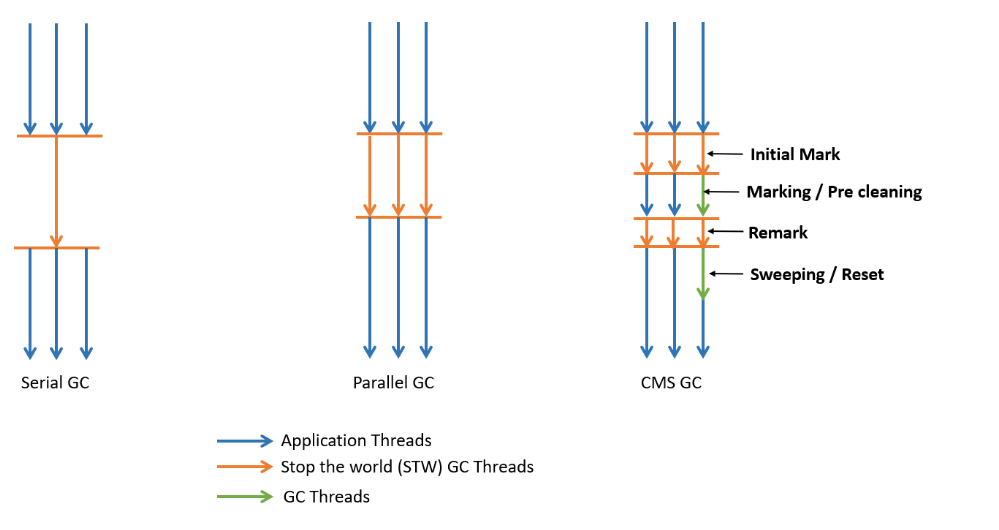 Initial Mark
Marking / Pre cleaning
Remark
Sweeping / Reset
Serial GC
Parallel GC
CMS GC
Application Threads
Stop the world (STW) GC Threads
GC Threads